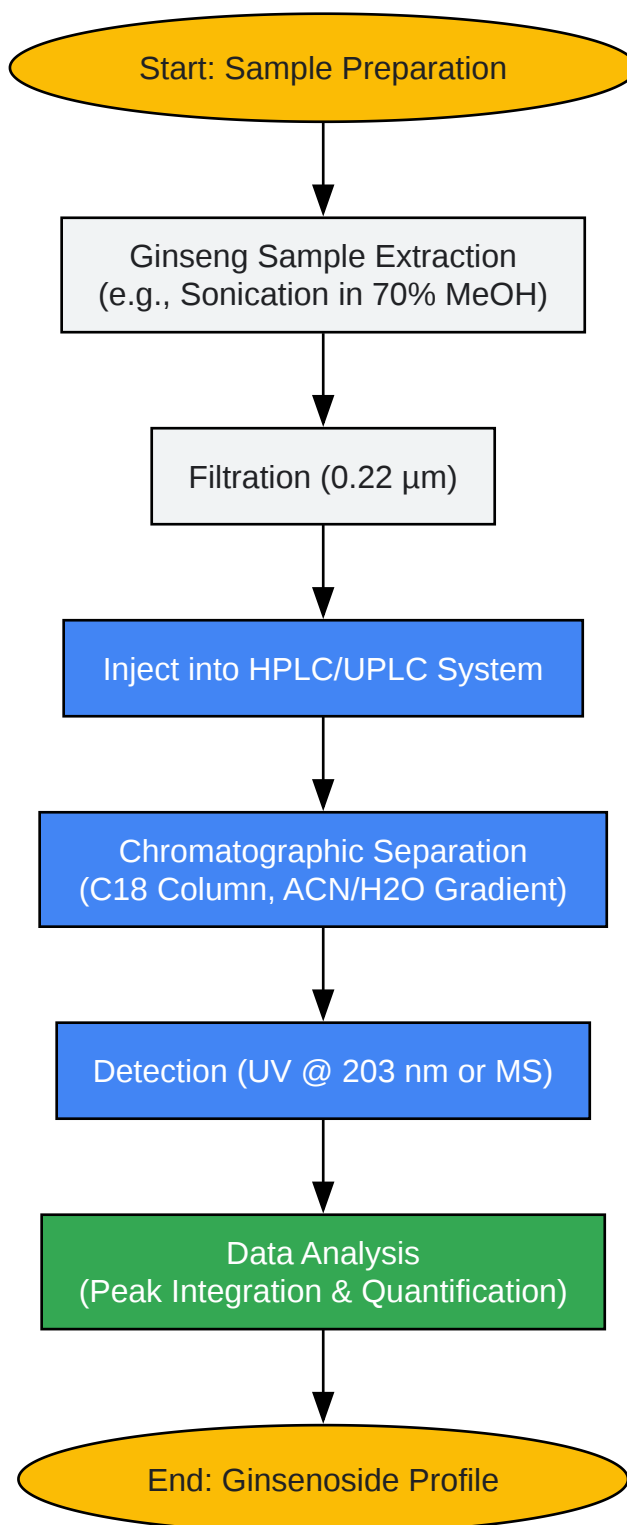 Start: Sample Preparation
Ginseng Sample Extraction
(e.g., Sonication in 70% MeOH)
Filtration (0.22 µm)
Inject into HPLC/UPLC System
Chromatographic Separation
(C18 Column, ACN/H2O Gradient)
Detection (UV @ 203 nm or MS)
Data Analysis
(Peak Integration & Quantification)
End: Ginsenoside Profile